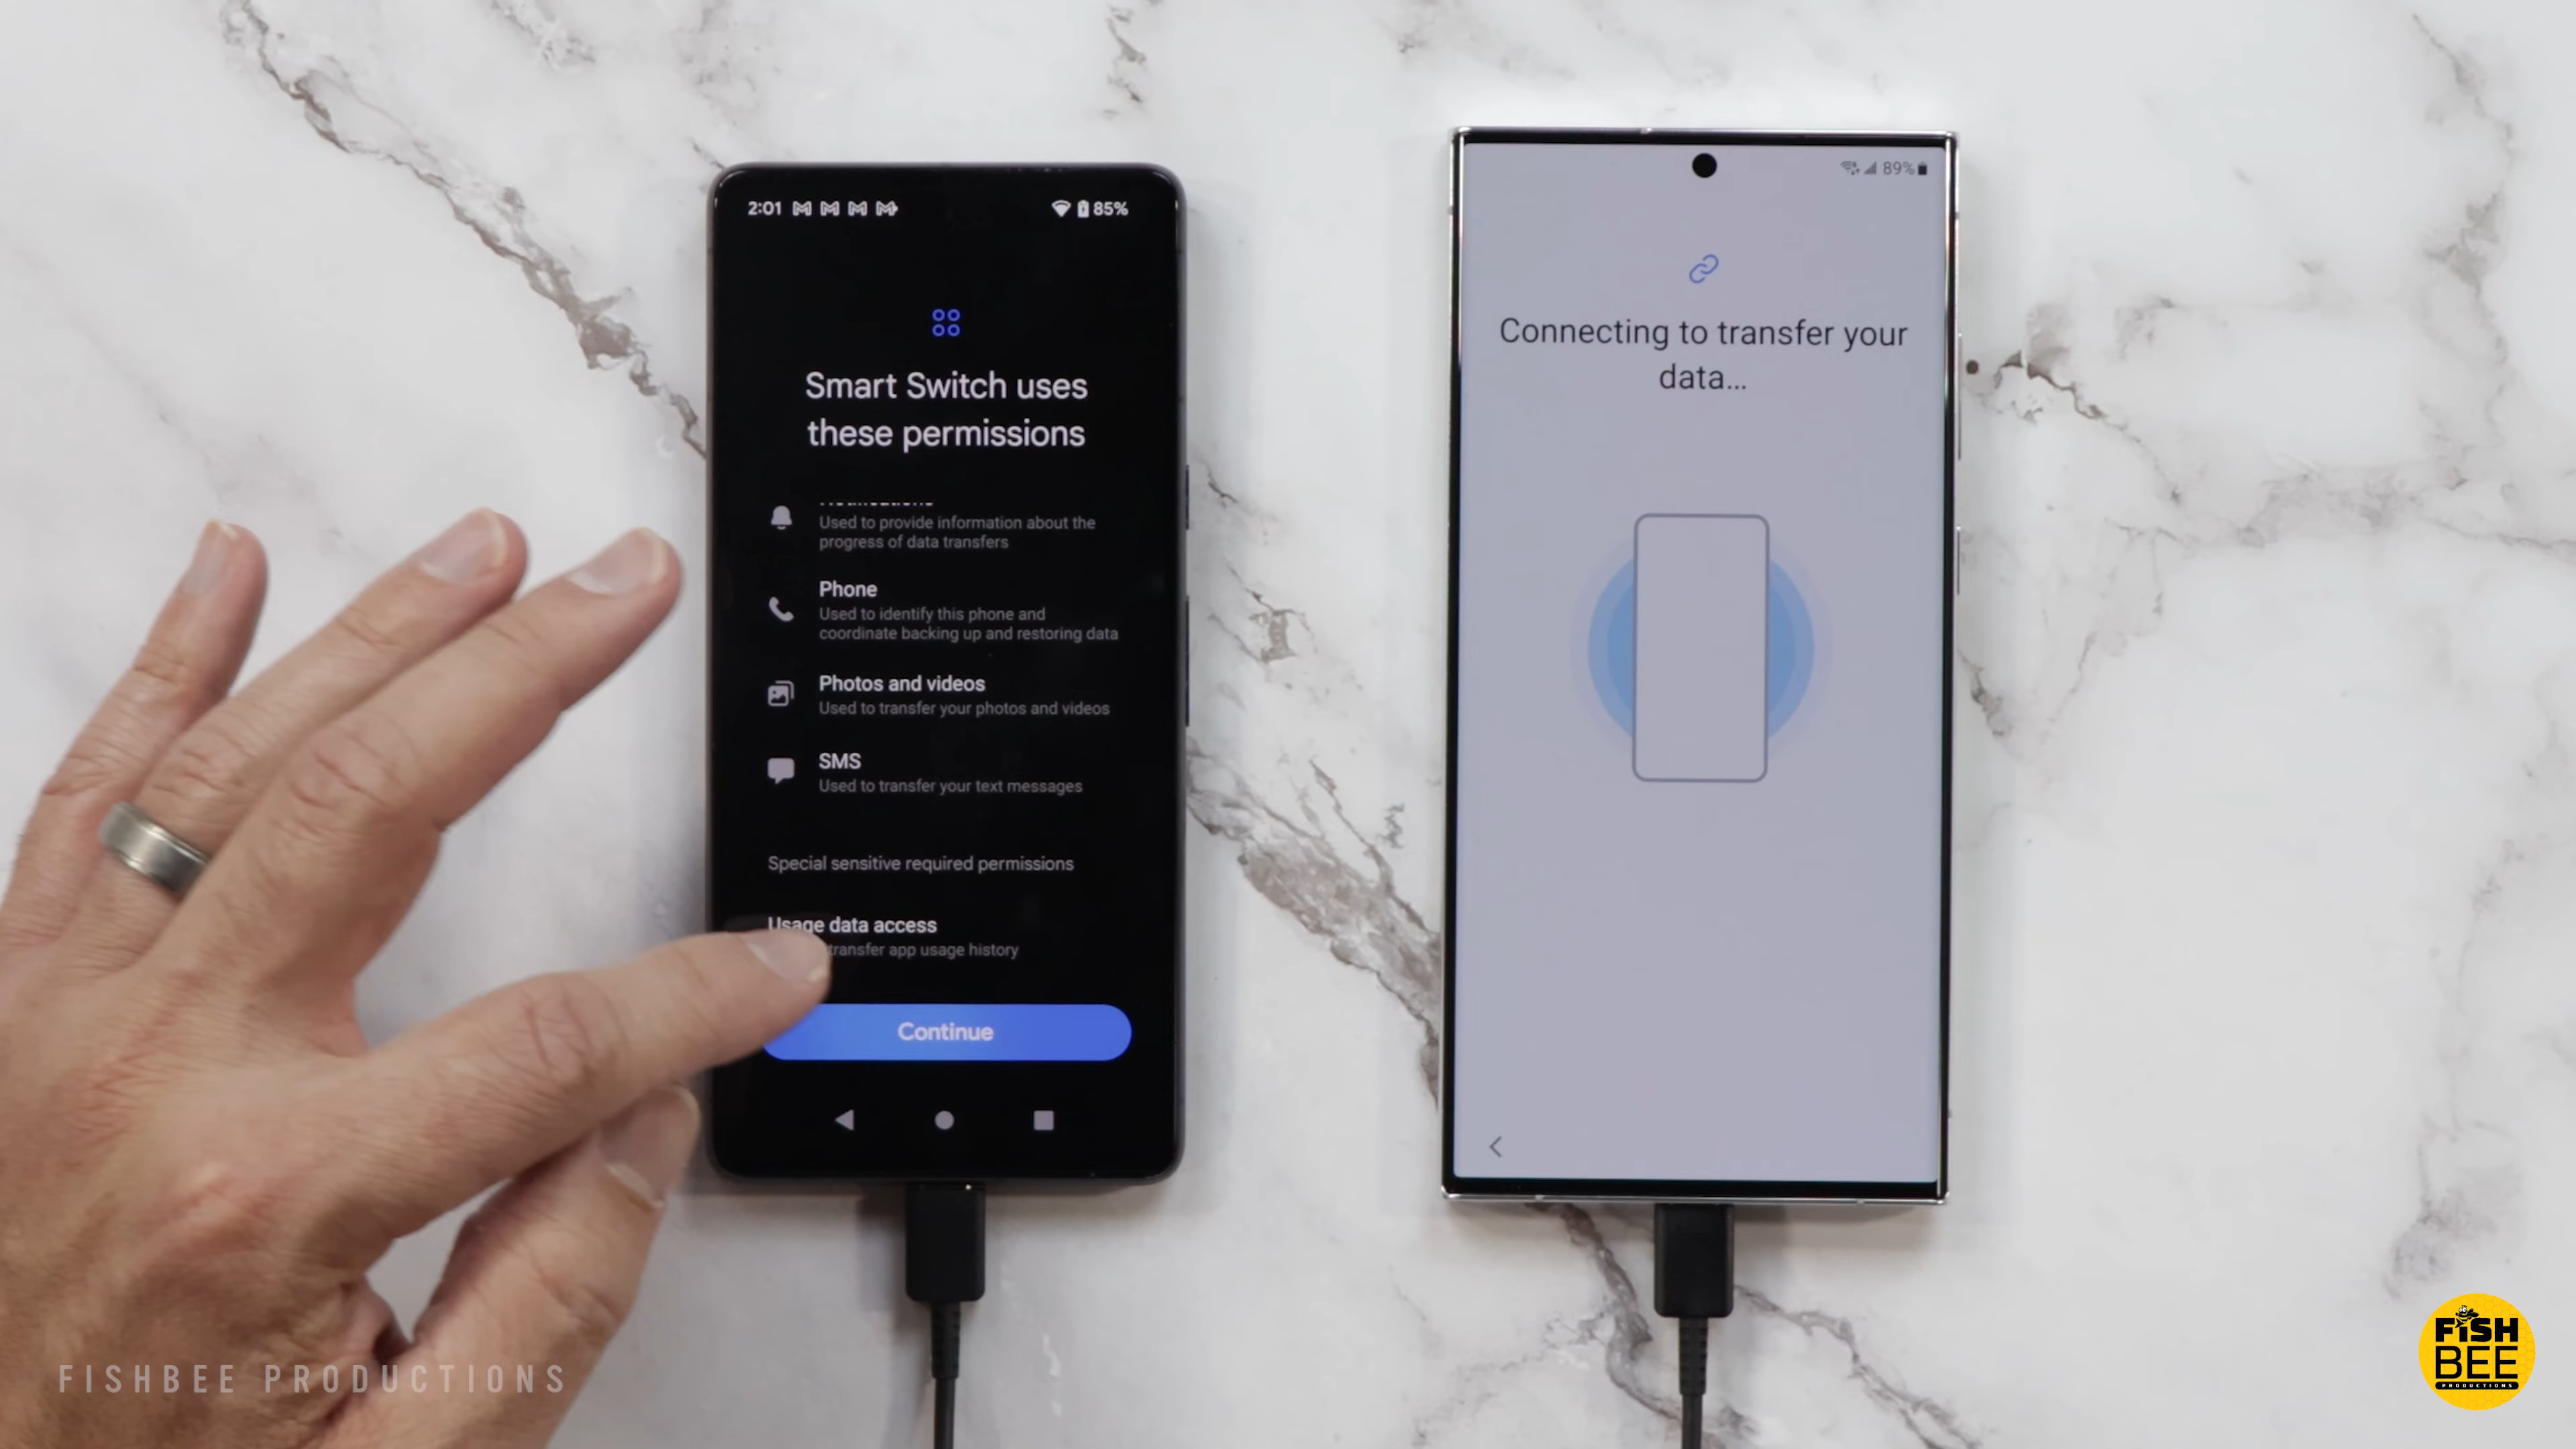 2:01
85%
Smart Switch uses
these permissions
Used to provide information about the
progress of data transfers
Phone
Used to identify this phone and
coordinate backing up and restoring data
Photos and videos
Used to transfer your photos and videos
SMS
Used to transfer your text messages
Special sensitive required permissions
Usage data access
transfer app usage history
Continue
89%
Connecting to transfer your
data...
FISHBEE PRODUCTIONS
FISH
BEE
PRODUCTIONS